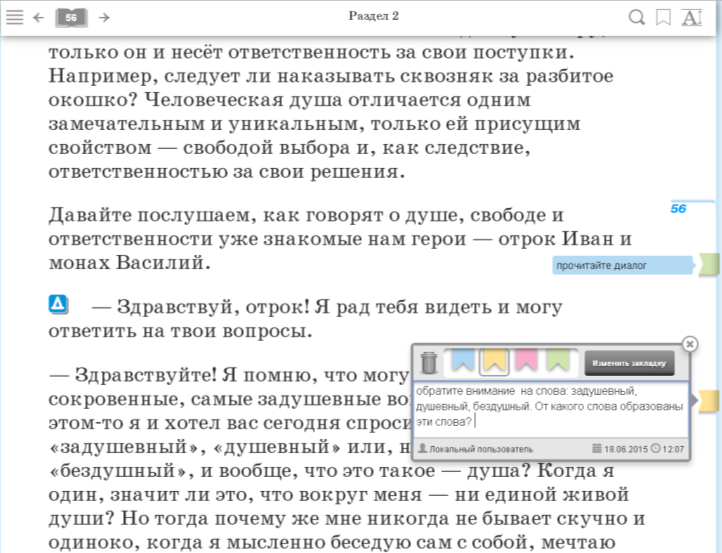 56
Раздел 2
только он и несёт ответственность за свои поступки.
Например, следует ли наказывать сквозняк за разбитое
окошко? Человеческая душа отличается одним
замечательным и уникальным, только ей присущим
свойством — свободой выбора и, как следствие,
ответственностью за свои решения.
56
Давайте послушаем, как говорят о душе, свободе и
ответственности уже знакомые нам герои — отрок Иван и
монах Василий.
прочитайте диалог
— Здравствуй, отрок! Я рад тебя видеть и могу
ответить на твои вопросы.
Изменить закладку
обратите внимание на слова: задушевный,
душевный, бездушный. От какого слова образованы
эти слова?
Локальный пользователь 18.06.2015 12:07
— Здравствуйте! Я помню, что могу
сокровенные, самые задушевные во
этом-то я и хотел вас сегодня спроси
«задушевный», «душевный» или, н
«бездушный», и вообще, что это такое — душа? Когда я
один, значит ли это, что вокруг меня — ни единой живой
души? Но тогда почему же мне никогда не бывает скучно и
одиноко, когда я мысленно беседую сам с собой, мечтаю